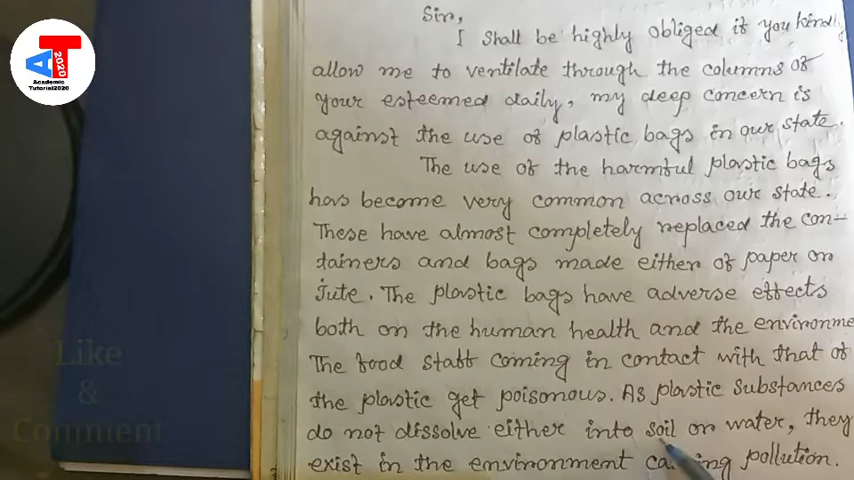 AT
2020
Academic
Tutorial2020
Sir,
I shall be highly obliged if you kindly
allow me to ventilate through the columns of
your esteemed daily, my deep concern is
against the use of plastic bags in our state.
The use of the harmful plastic bags
has become very common across our state.
These have almost completely replaced the con-
tainers and bags made either of paper or
jute. The plastic bags have adverse effects
both on the human health and the environme
The food staff coming in contact with that of
the plastic get poisonous. As plastic substances
do not dissolve either into soil or water, they
exist in the environment ca ing pollution.
Like
&
Comment